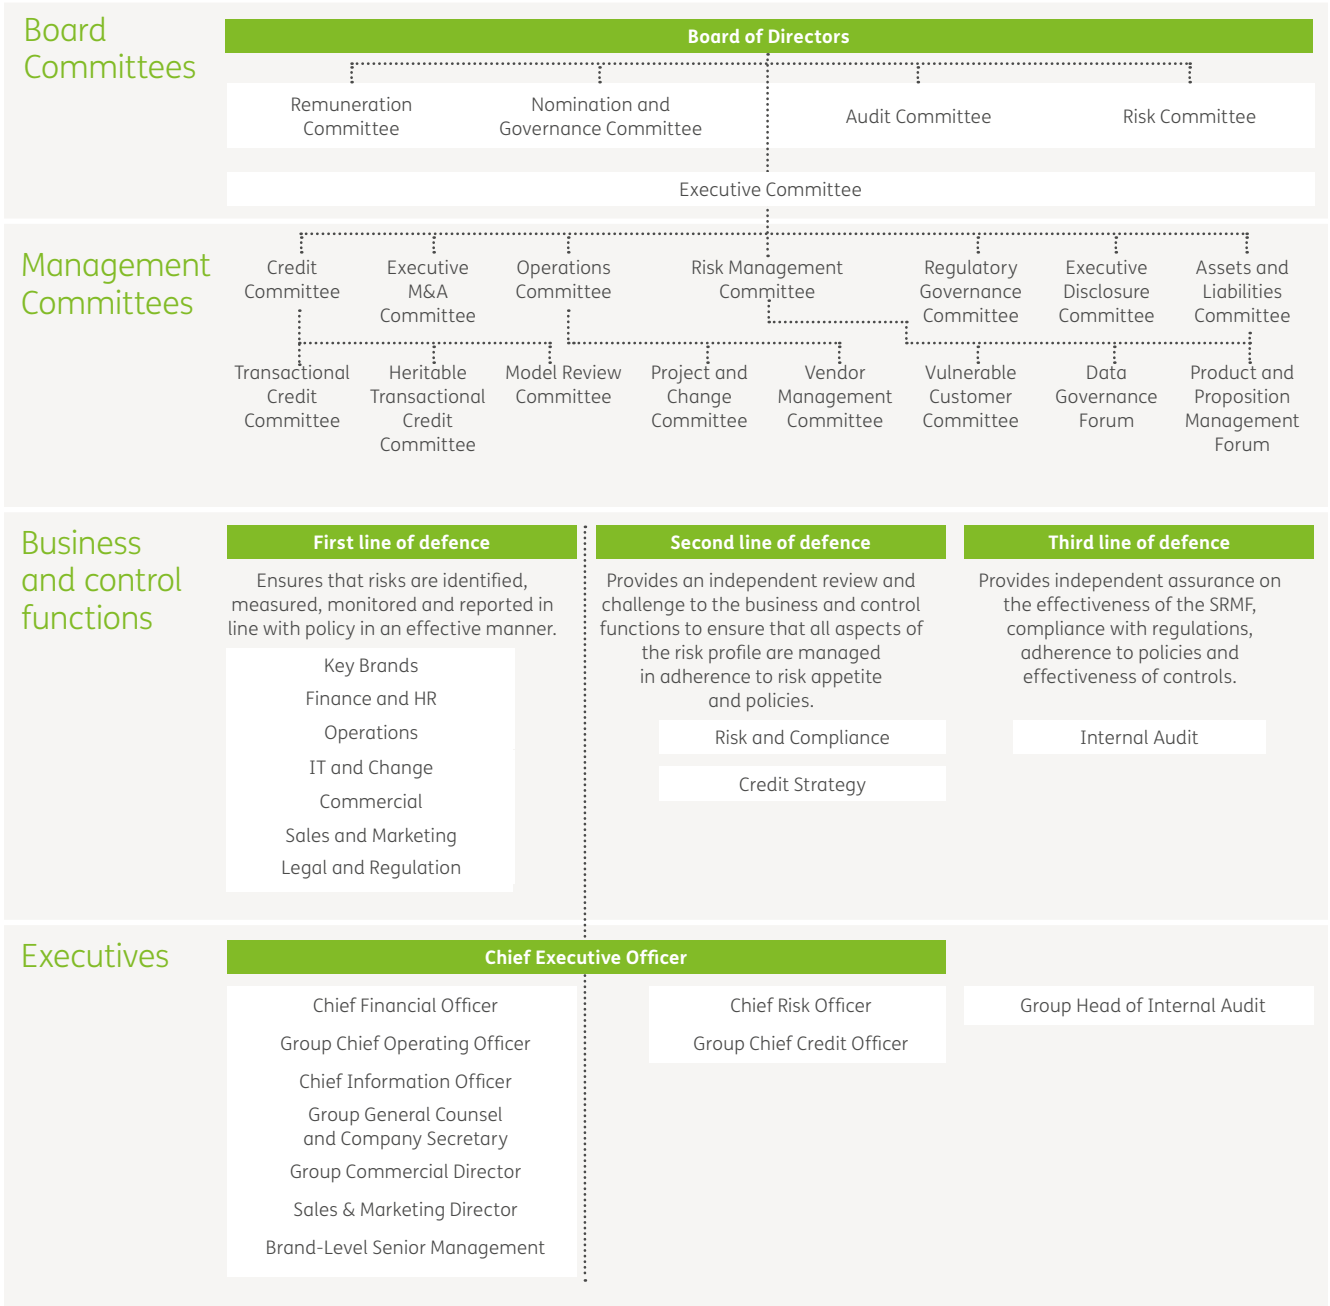 Board
Committees
Board of Directors
Remuneration
Committee
Nomination and
Governance Committee
Audit Committee
Risk Committee
Executive Committee
Management
Committees
Credit
Committee
Executive
M&A
Committee
Operations
Committee
Risk Management
Committee
Regulatory
Governance
Committee
Executive
Disclosure
Committee
Assets and
Liabilities
Committee
Transactional
Credit
Committee
Heritable
Transactional
Credit
Committee
Model Review
Committee
Project and
Change
Committee
Vendor
Management
Committee
Vulnerable
Customer
Committee
Data
Governance
Forum
Product and
Proposition
Management
Forum
Business
and control
functions
First line of defence
Ensures that risks are identified,
measured, monitored and reported in
line with policy in an effective manner.
Key Brands
Finance and HR
Operations
IT and Change
Commercial
Sales and Marketing
Legal and Regulation
Second line of defence
Provides an independent review and
challenge to the business and control
functions to ensure that all aspects of
the risk profile are managed
in adherence to risk appetite
and policies.
Risk and Compliance
Credit Strategy
Third line of defence
Provides independent assurance on
the effectiveness of the SRMF,
compliance with regulations,
adherence to policies and
effectiveness of controls.
Internal Audit
Executives
Chief Executive Officer
Chief Financial Officer
Group Chief Operating Officer
Chief Information Officer
Group General Counsel
and Company Secretary
Group Commercial Director
Sales & Marketing Director
Brand-Level Senior Management
Chief Risk Officer
Group Chief Credit Officer
Group Head of Internal Audit